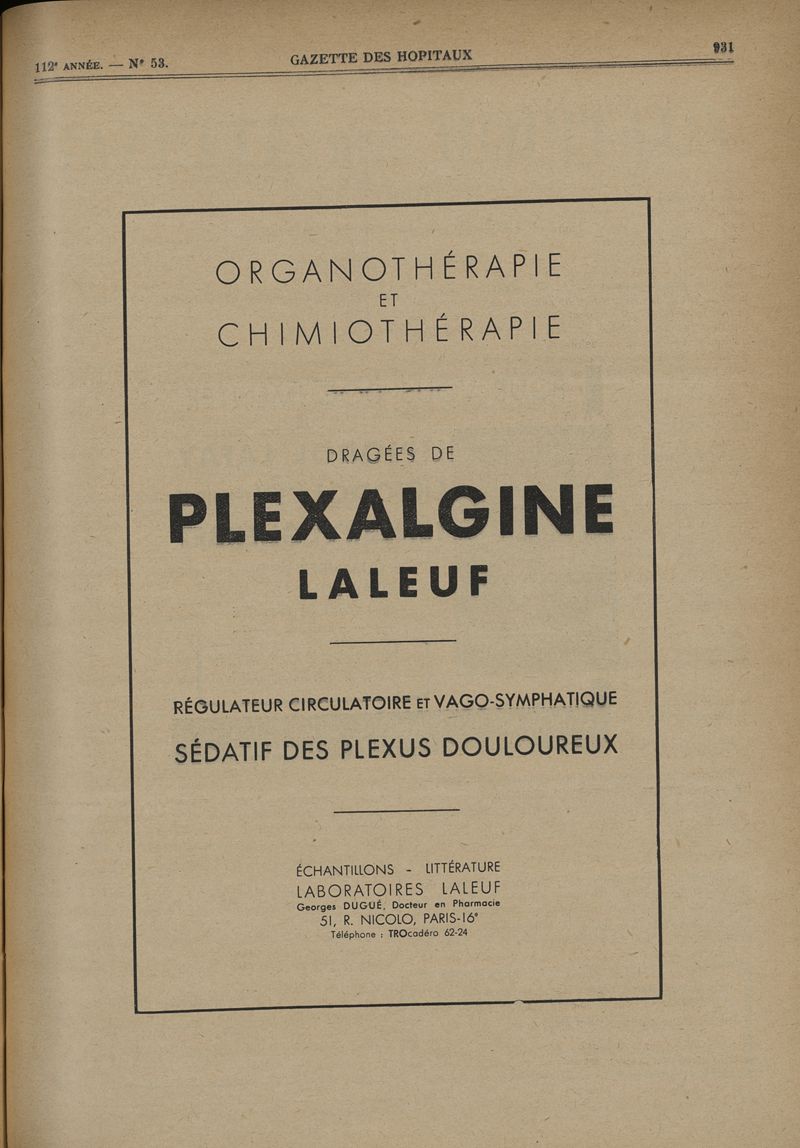 112e ANNÉE. — N° 53.
GAZETTE DES HOPITAUX
931
ORGANOTHÉRAPIE
ET
CHIMIOTHÉRAPIE
DRAGÉES DE
PLEXALGINE
LALEUF
RÉGULATEUR CIRCULATOIRE ET VAGO-SYMPHATIQUE
SÉDATIF DES PLEXUS DOULOUREUX
ÉCHANTILLONS - LITTÉRATURE
LABORATOIRES LALEUF
Georges DUGUÉ, Docteur en Pharmacie
51, R. NICOLO, PARIS-16e
Téléphone : TROcadéro 62-24